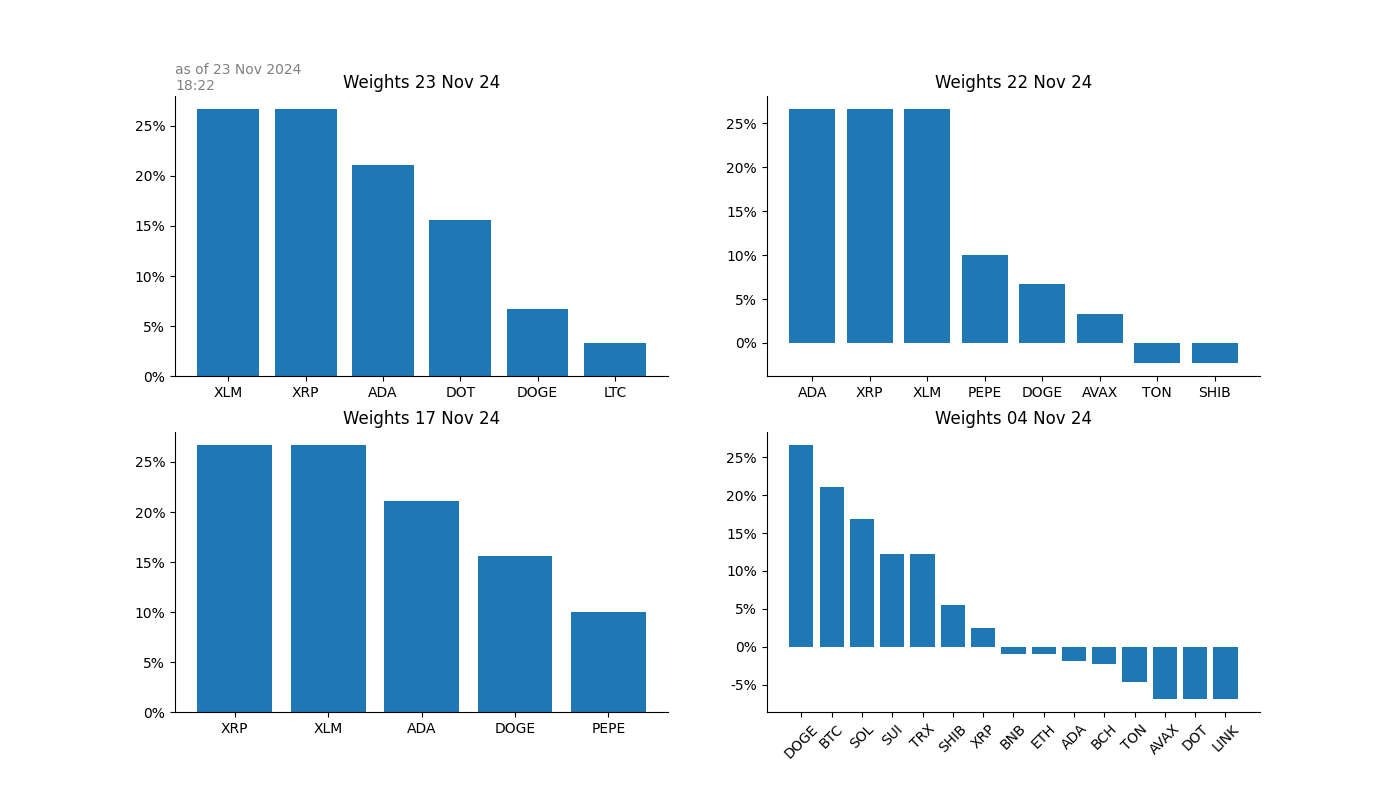 as of 23 Nov 2024
18:22
Weights 23 Nov 24
25%
20%
15%
10%
5%
0%
XLM XRP ADA DOT DOGE LTC
Weights 22 Nov 24
25%
20%
15%
10%
5%
0%
ADA XRP XLM PEPE DOGE AVAX TON SHIB
Weights 17 Nov 24
25%
20%
15%
10%
5%
0%
XRP XLM ADA DOGE PEPE
Weights 04 Nov 24
25%
20%
15%
10%
5%
0%
-5%
DOGE BTC SOL SUI TRX SHIB XRP BNB ETH ADA BCH TON AVAX DOT LINK